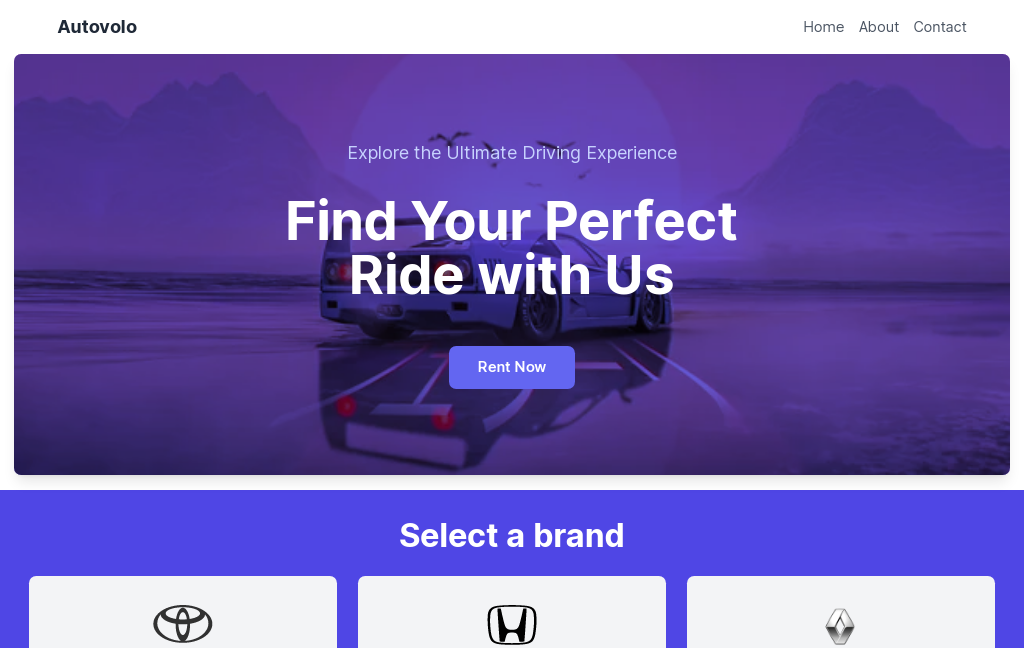 Autovolo
Home About Contact
Explore the Ultimate Driving Experience
Find Your Perfect
Ride with Us
Rent Now
Select a brand